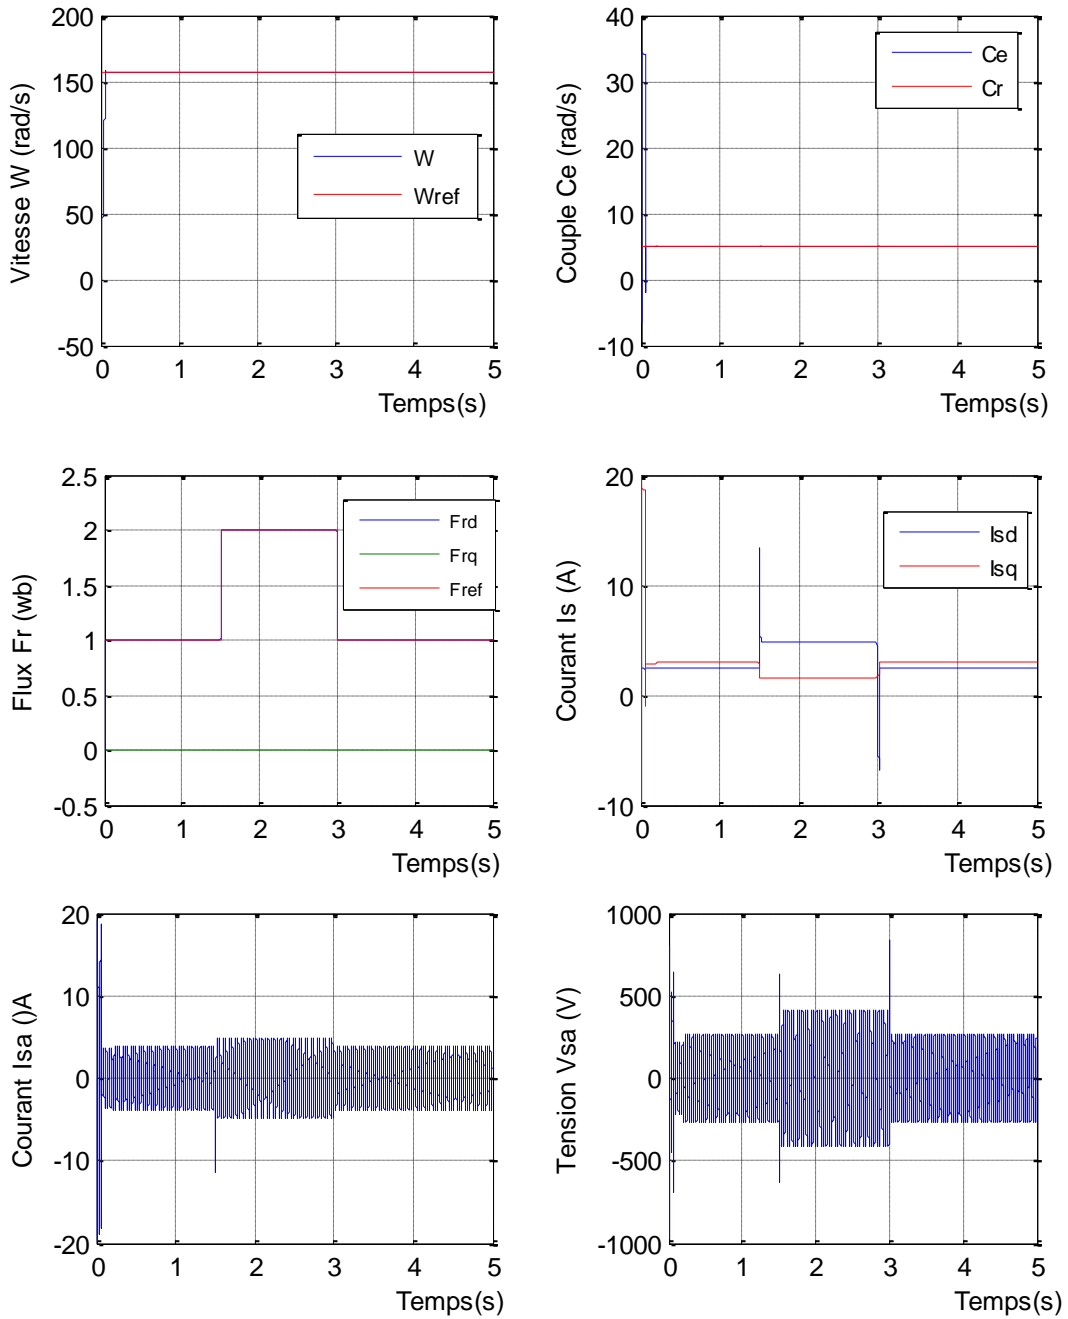 200
150
100
50
0
-50
Vitesse W (rad/s)
W
Wref
0 1 2 3 4 5
Temps(s)
40
30
20
10
0
-10
Couple Ce (rad/s)
Ce
Cr
0 1 2 3 4 5
Temps(s)
2.5
2
1.5
1
0.5
0
-0.5
Flux Fr (wb)
Frd
Frq
Fref
0 1 2 3 4 5
Temps(s)
20
10
0
-10
Courant Is (A)
Isd
Isq
0 1 2 3 4 5
Temps(s)
20
10
0
-10
-20
Courant Isa ()A
0 1 2 3 4 5
Temps(s)
1000
500
0
-500
-1000
Tension Vsa (V)
0 1 2 3 4 5
Temps(s)